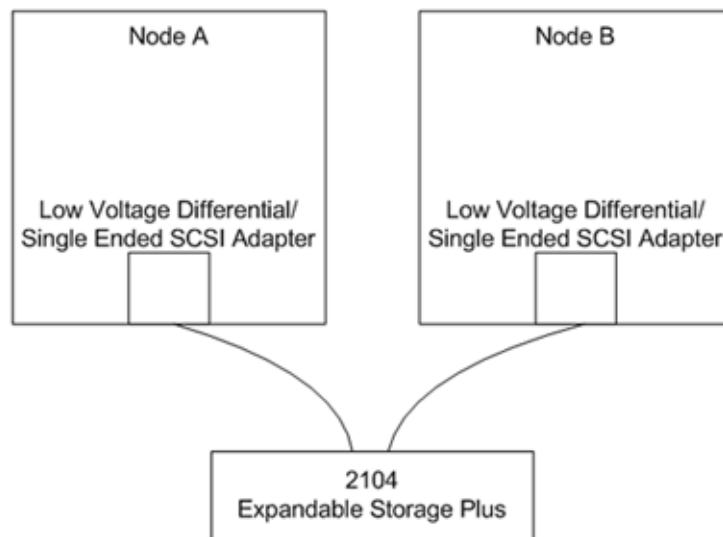 Node A
Low Voltage Differential/
Single Ended SCSI Adapter
Node B
Low Voltage Differential/
Single Ended SCSI Adapter
2104
Expandable Storage Plus